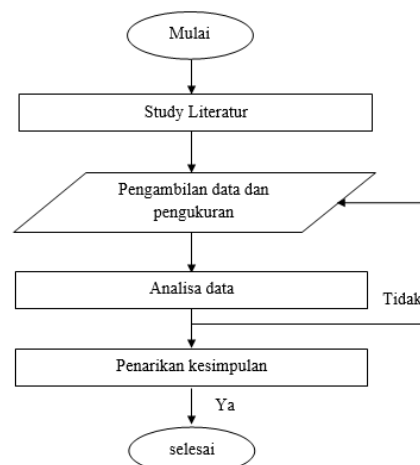 Mulai
Study Literatur
Pengambilan data dan
pengukuran
Analisa data
Tidak
Penarikan kesimpulan
Ya
selesai